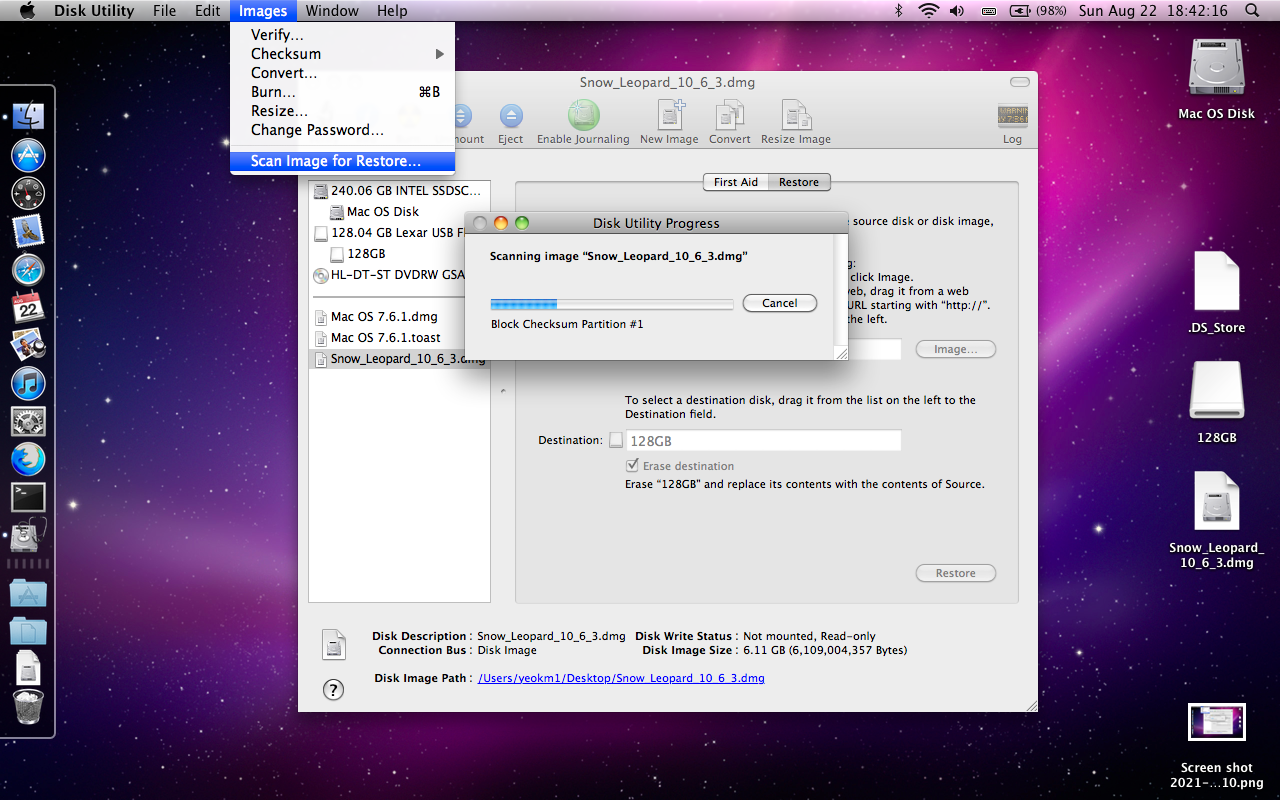 Disk Utility File Edit Images Window Help (98%) Sun Aug 22 18:42:16
Verify…
Checksum
Convert…
Burn… ⌘B
Resize…
Change Password…
Scan Image for Restore…
Snow_Leopard_10_6_3.dmg
Eject Enable Journaling New Image Convert Resize Image Log
First Aid Restore
240.06 GB INTEL SSDSC…
Mac OS Disk
128.04 GB Lexar USB F
128GB
HL-DT-ST DVDRW GSA
Mac OS 7.6.1.dmg
Mac OS 7.6.1.toast
Snow_Leopard_10_6_3.dmg
source disk or disk image,
click Image.
web, drag it from a web
URL starting with “http://”.
the left.
Image…
Disk Utility Progress
Scanning image “Snow_Leopard_10_6_3.dmg”
Cancel
Block Checksum Partition #1
To select a destination disk, drag it from the list on the left to the
Destination field.
Destination: 128GB
Erase destination
Erase “128GB” and replace its contents with the contents of Source.
Restore
Disk Description : Snow_Leopard_10_6_3.dmg Disk Write Status : Not mounted, Read-only
Connection Bus : Disk Image Disk Image Size : 6.11 GB (6,109,004,357 Bytes)
Disk Image Path : /Users/yeokm1/Desktop/Snow_Leopard_10_6_3.dmg
?
AUG
22
Mac OS Disk
.DS_Store
128GB
Snow_Leopard_
10_6_3.dmg
Screen shot
2021-...10.png